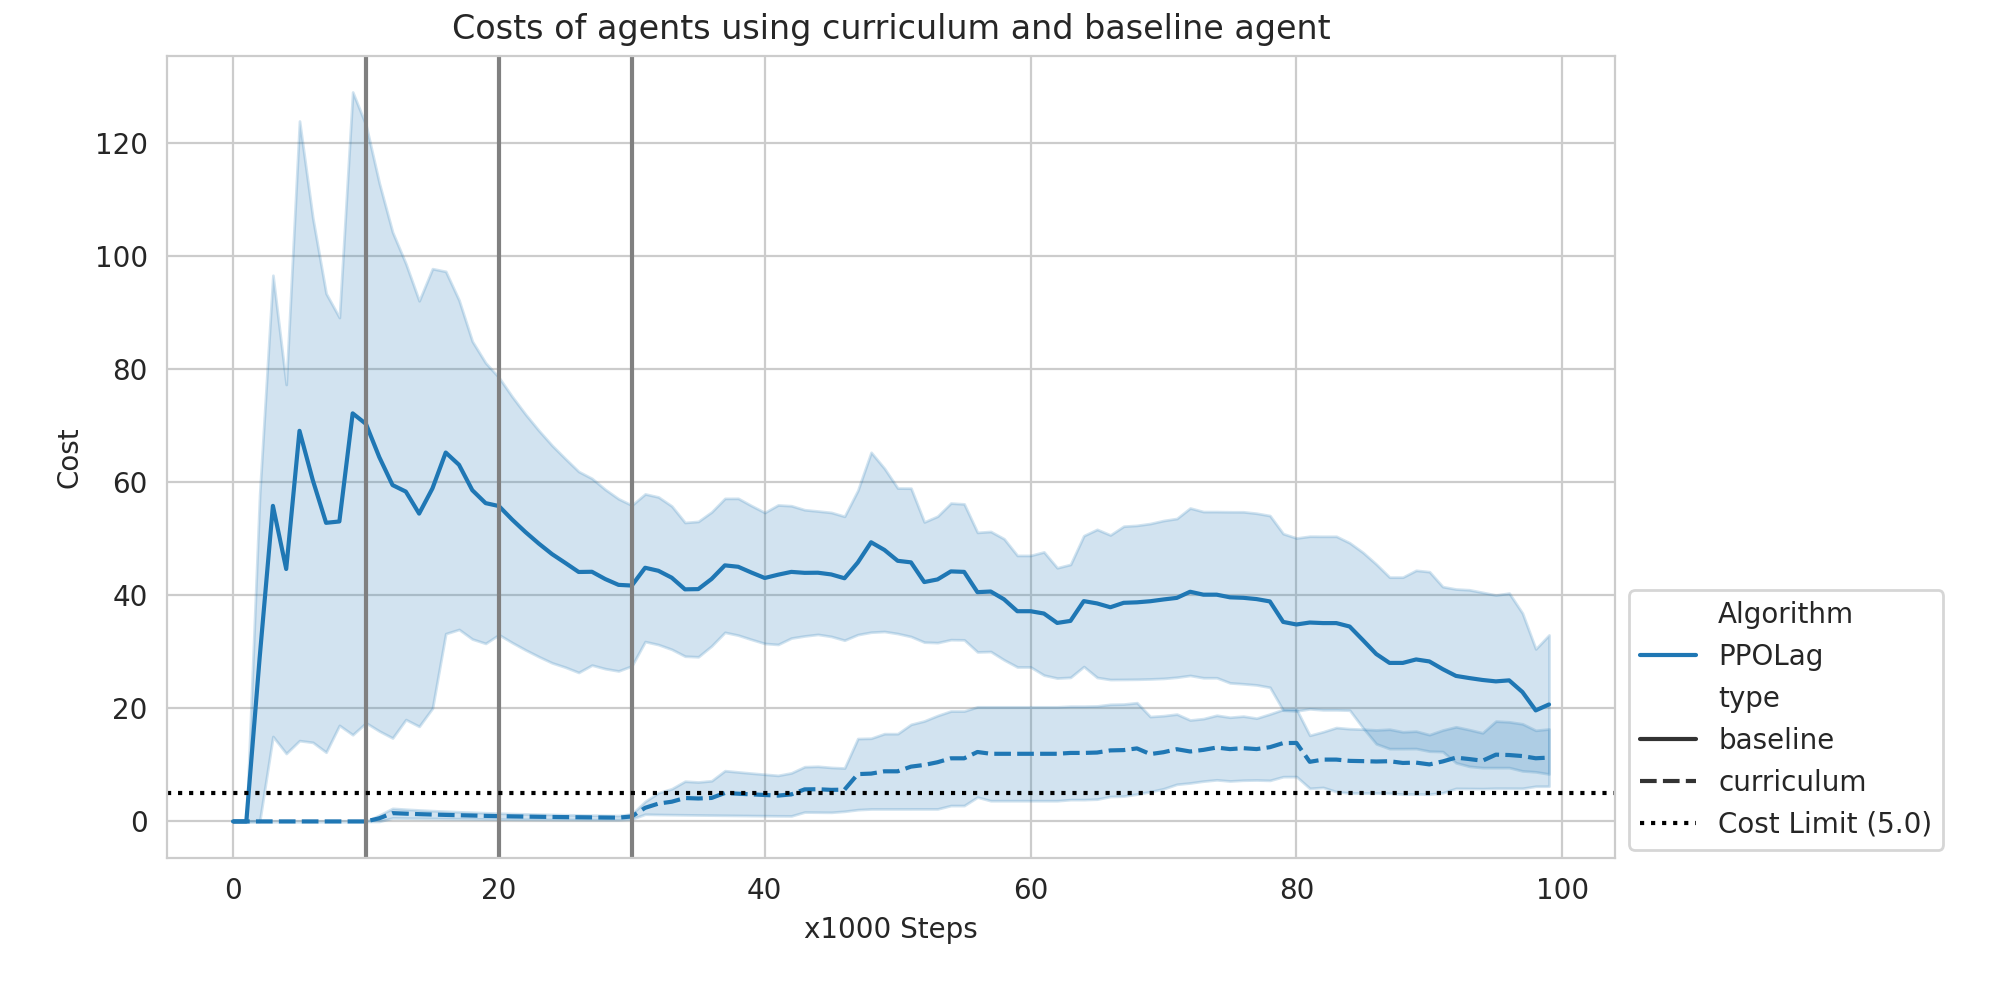 Costs of agents using curriculum and baseline agent
Cost
120
100
80
60
40
20
0
0 20 40 60 80 100
x1000 Steps
Algorithm
PPOLag
type
baseline
curriculum
Cost Limit (5.0)